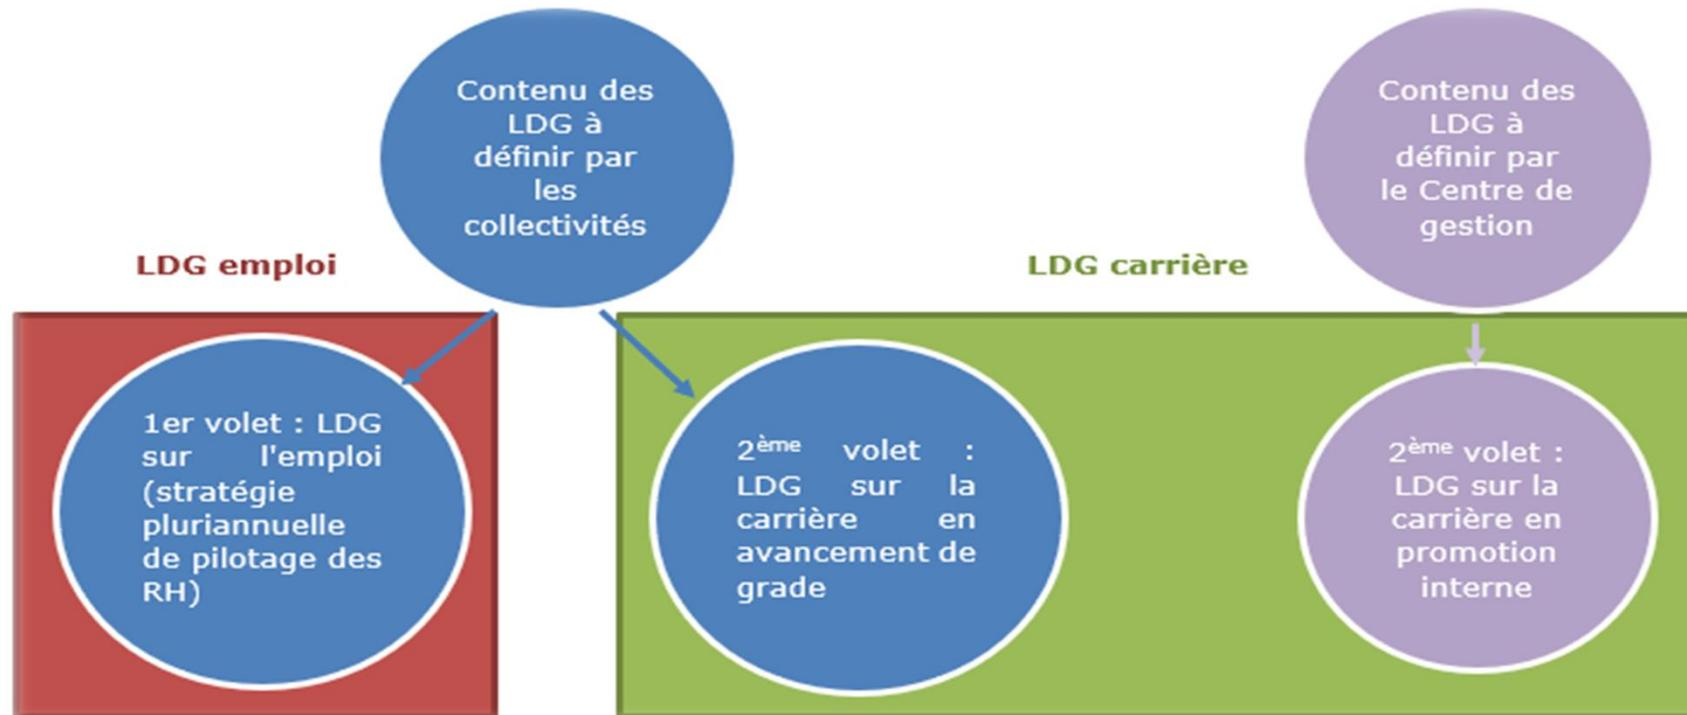 Contenu des
LDG à
définir par
les
collectivités
Contenu des
LDG à
définir par
le Centre de
gestion
LDG emploi
LDG carrière
1er volet : LDG
sur l'emploi
(stratégie
pluriannuelle
de pilotage des
RH)
2ème volet :
LDG sur la
carrière en
avancement de
grade
2ème volet :
LDG sur la
carrière en
promotion
interne